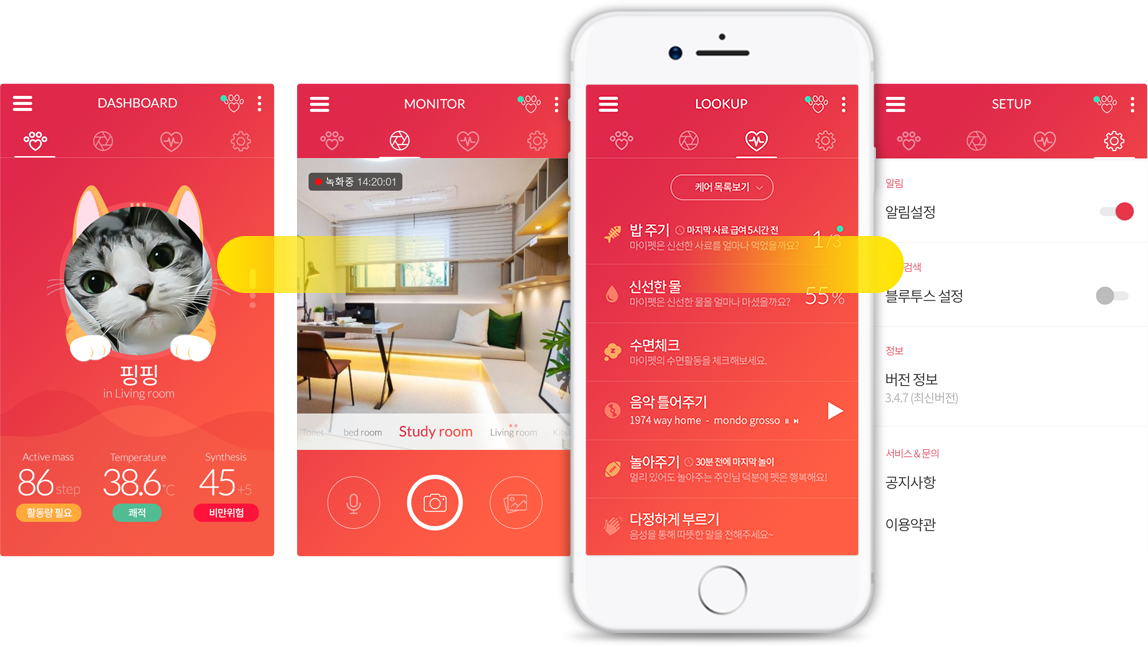 DASHBOARD
핑핑
in Living room
Active mass
86 step
활동량 필요
Temperature
38.6°C
쾌적
Synthesis
45+5
비만위험
MONITOR
녹화중 14:20:01
bed room
Study room
Living room
LOOKUP
케어 목록보기
밥 주기 마지막 사료 급여 5시간 전
마이펫은 신선한 사료를 얼마나 먹었을까요?
1/3
신선한 물
마이펫은 신선한 물을 얼마나 마셨을까요?
55%
수면체크
마이펫의 수면활동을 체크해보세요.
음악 틀어주기
1974 way home - mondo grosso
놀아주기 30분 전에 마지막 놀이
멀리 있어도 놀아주는 주인님 덕분에 펫은 행복해요!
다정하게 부르기
음성을 통해 따뜻한 말을 전해주세요~
SETUP
알림
알림설정
검색
블루투스 설정
정보
버전 정보
3.4.7 (최신버전)
서비스 & 문의
공지사항
이용약관